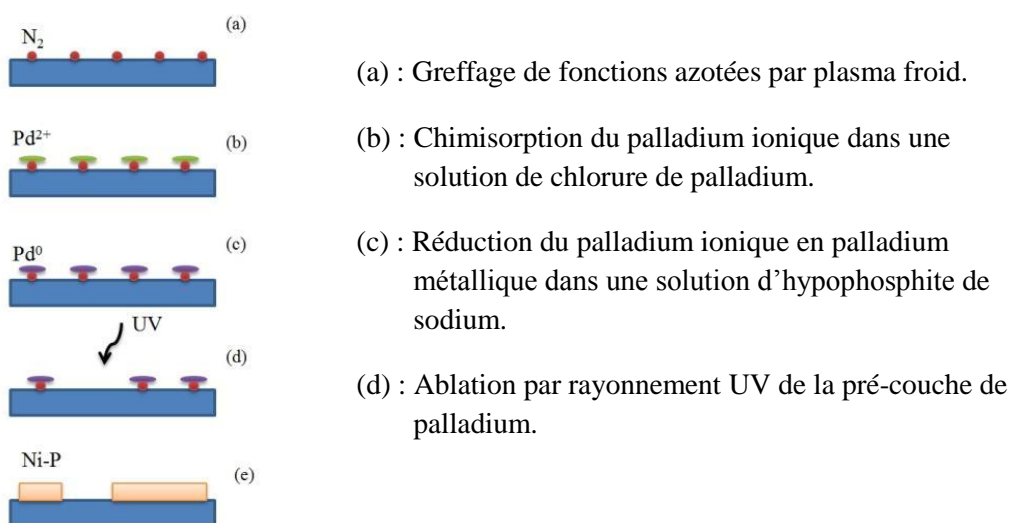 N₂
(a)
Pd²⁺
(b)
Pd⁰
(c)
UV
(d)
Ni-P
(e)
(a) : Greffage de fonctions azotées par plasma froid.
(b) : Chimisorption du palladium ionique dans une
solution de chlorure de palladium.
(c) : Réduction du palladium ionique en palladium
métallique dans une solution d’hypophosphite de
sodium.
(d) : Ablation par rayonnement UV de la pré-couche de
palladium.